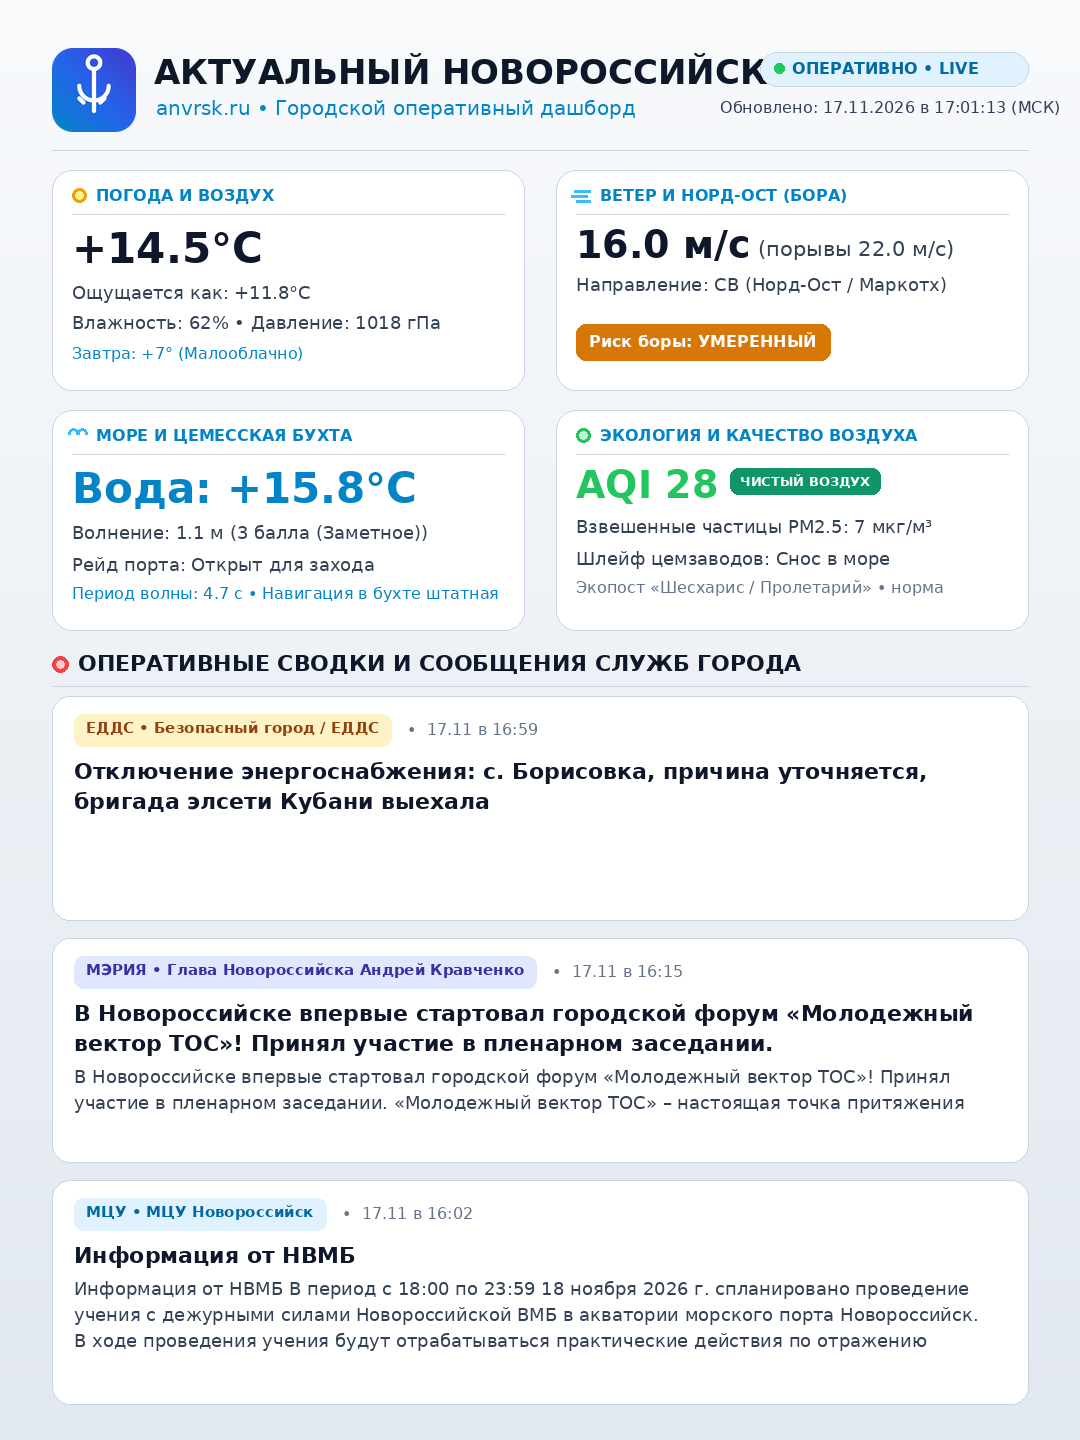 АКТУАЛЬНЫЙ НОВОРОССИЙСК
ОПЕРАТИВНО • LIVE
anvrsk.ru • Городской оперативный дашборд
Обновлено: 17.11.2026 в 17:01:13 (МСК)
ПОГОДА И ВОЗДУХ
+14.5°C
Ощущается как: +11.8°C
Влажность: 62% • Давление: 1018 гПа
Завтра: +7° (Малооблачно)
ВЕТЕР И НОРД-ОСТ (БОРА)
16.0 м/с (порывы 22.0 м/с)
Направление: СВ (Норд-Ост / Маркотх)
Риск боры: УМЕРЕННЫЙ
МОРЕ И ЦЕМЕССКАЯ БУХТА
Вода: +15.8°C
Волнение: 1.1 м (3 балла (Заметное))
Рейд порта: Открыт для захода
Период волны: 4.7 с • Навигация в бухте штатная
ЭКОЛОГИЯ И КАЧЕСТВО ВОЗДУХА
AQI 28 ЧИСТЫЙ ВОЗДУХ
Взвешенные частицы PM2.5: 7 мкг/м³
Шлейф цемзаводов: Снос в море
Экопост «Шесхарис / Пролетарий» • норма
ОПЕРАТИВНЫЕ СВОДКИ И СООБЩЕНИЯ СЛУЖБ ГОРОДА
ЕДДС • Безопасный город / ЕДДС • 17.11 в 16:59
Отключение энергоснабжения: с. Борисовка, причина уточняется,
бригада элсети Кубани выехала
МЭРИЯ • Глава Новороссийска Андрей Кравченко • 17.11 в 16:15
В Новороссийске впервые стартовал городской форум «Молодежный
вектор ТОС»! Принял участие в пленарном заседании.
В Новороссийске впервые стартовал городской форум «Молодежный вектор ТОС»! Принял
участие в пленарном заседании. «Молодежный вектор ТОС» – настоящая точка притяжения
МЦУ • МЦУ Новороссийск • 17.11 в 16:02
Информация от НВМБ
Информация от НВМБ В период с 18:00 по 23:59 18 ноября 2026 г. спланировано проведение
учения с дежурными силами Новороссийской ВМБ в акватории морского порта Новороссийск.
В ходе проведения учения будут отрабатываться практические действия по отражению